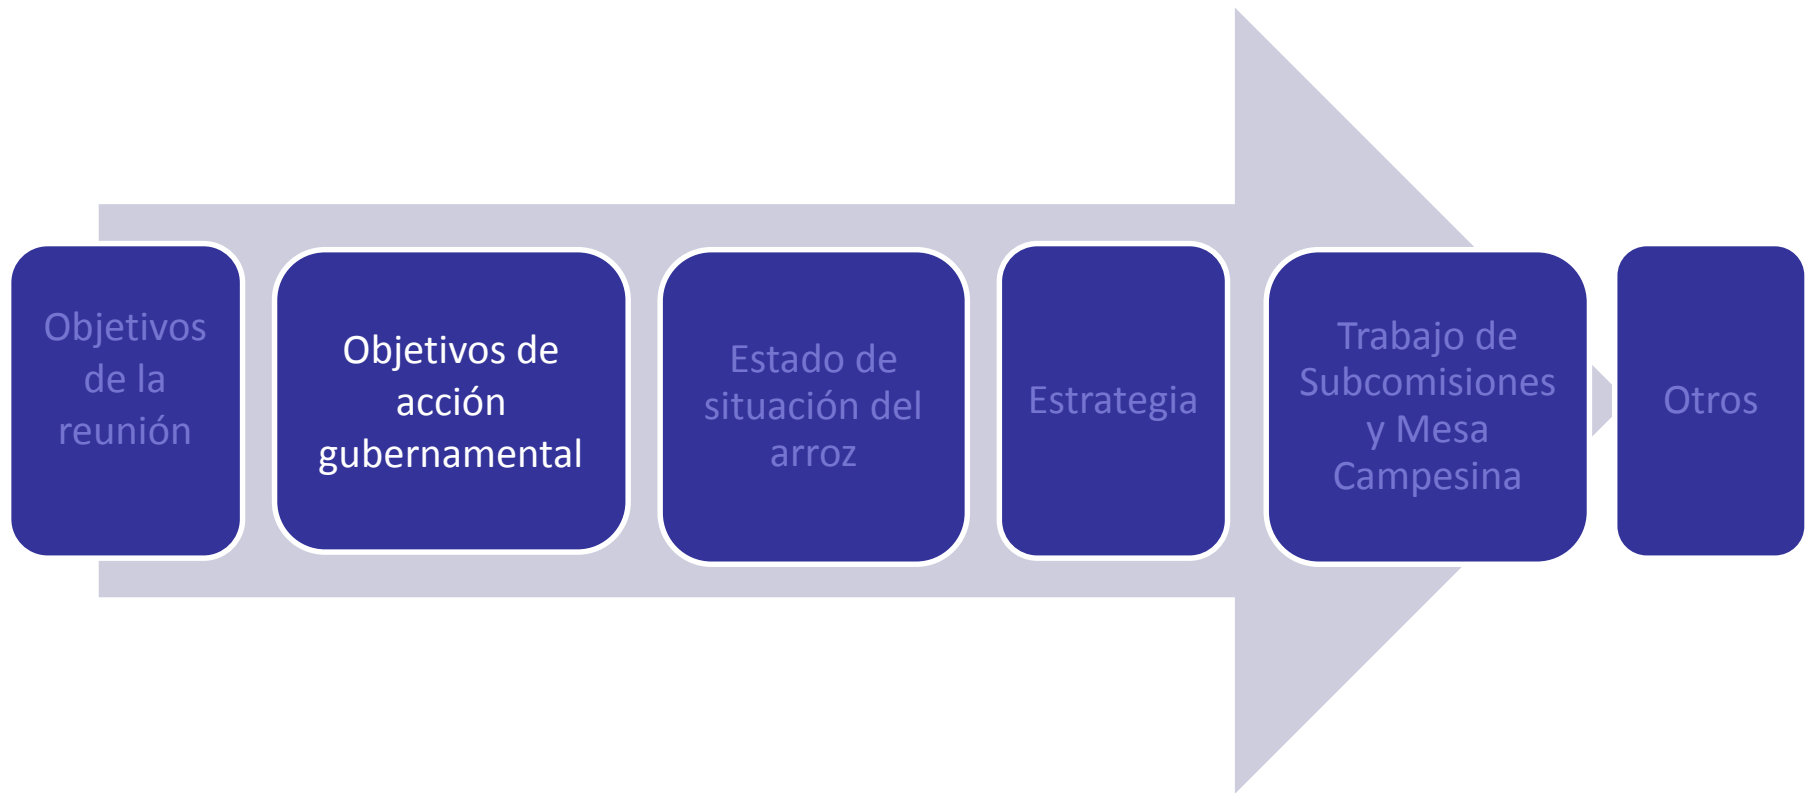 Objetivos
de la
reunión
Objetivos de
acción
gubernamental
Estado de
situación del
arroz
Estrategia
Trabajo de
Subcomisiones
y Mesa
Campesina
Otros